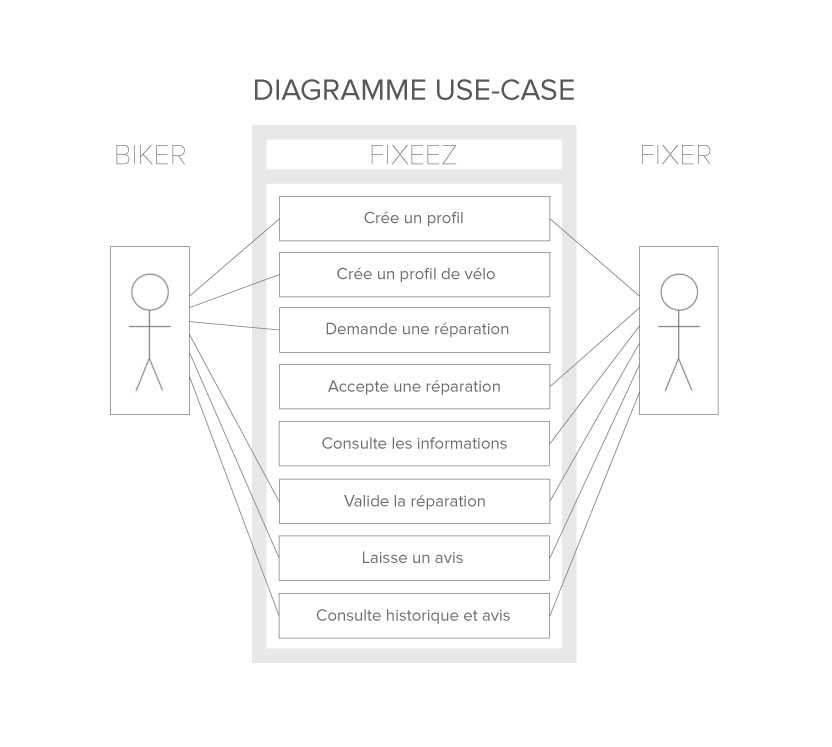 DIAGRAMME USE-CASE
BIKER
FIXEEZ
FIXER
Crée un profil
Crée un profil de vélo
Demande une réparation
Accepte une réparation
Consulte les informations
Valide la réparation
Laisse un avis
Consulte historique et avis